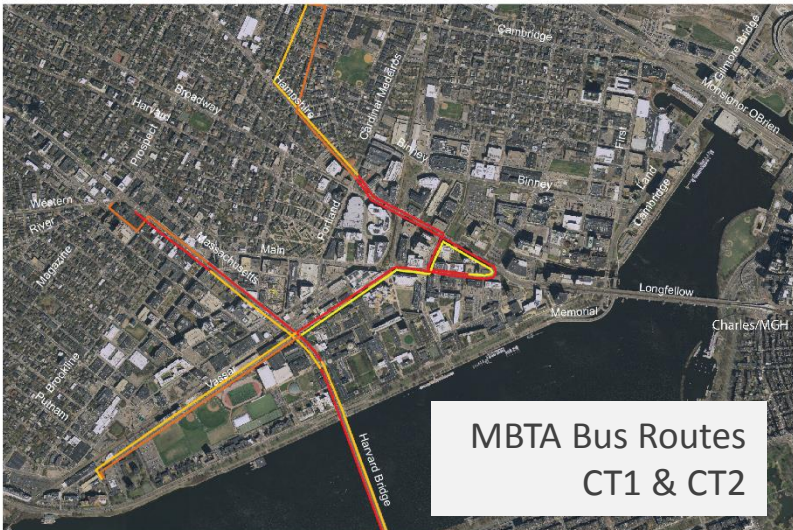 Cambridge
Gilmore Bridge
Monsignor OBrien
Hampshire
Cardinal Medeiros
Broadway
Harvard
Prospect
Binney
First
Binney
Land
Cambridge
Western
River
Portland
Massachusetts
Main
Magazine
Longfellow
Memorial
Charles/MGH
Brookline
Putnam
Vassar
Harvard Bridge
MBTA Bus Routes
CT1 & CT2